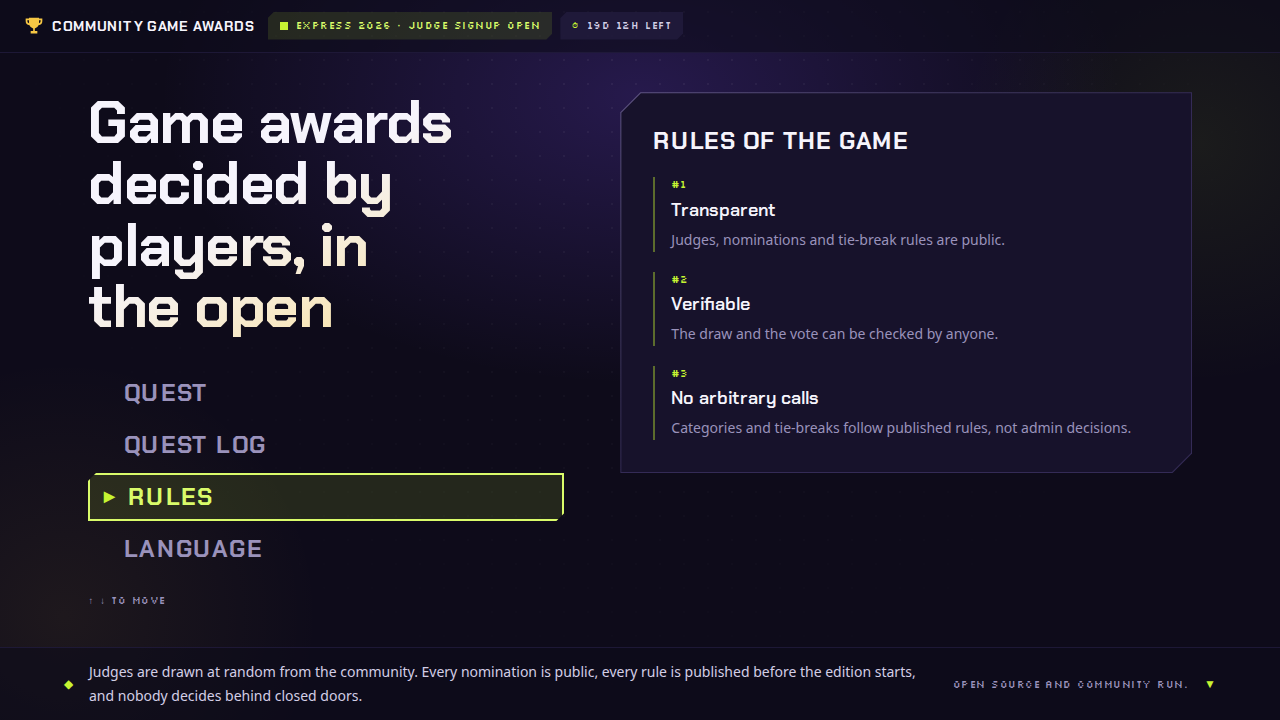 COMMUNITY GAME AWARDS
EXPRESS 2026 · JUDGE SIGNUP OPEN
19D 12H LEFT
Game awards
decided by
players, in
the open
QUEST
QUEST LOG
▶ RULES
LANGUAGE
↑ ↓ TO MOVE
RULES OF THE GAME
#1
Transparent
Judges, nominations and tie-break rules are public.
#2
Verifiable
The draw and the vote can be checked by anyone.
#3
No arbitrary calls
Categories and tie-breaks follow published rules, not admin decisions.
Judges are drawn at random from the community. Every nomination is public, every rule is published before the edition starts,
and nobody decides behind closed doors.
OPEN SOURCE AND COMMUNITY RUN.